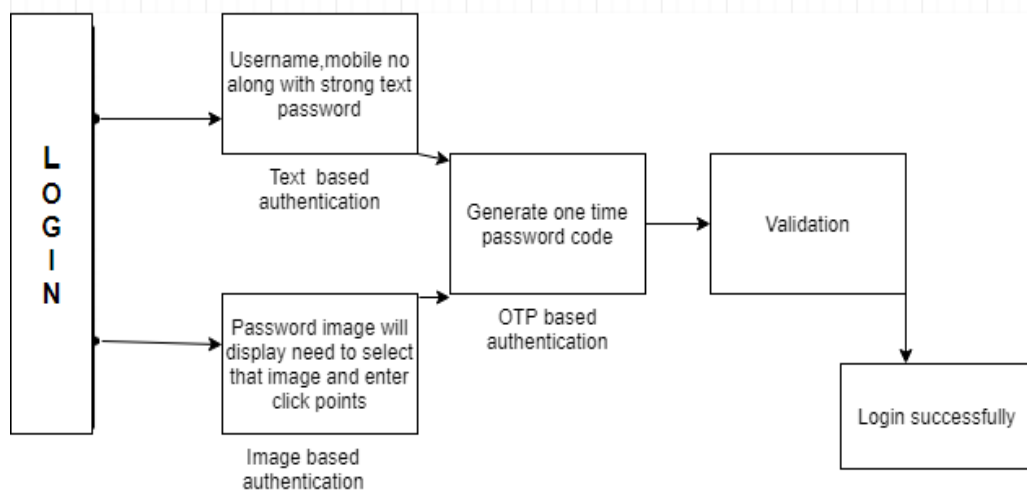 LOGIN
Username,mobile no
along with strong text
password
Text based
authentication
Password image will
display need to select
that image and enter
click points
Image based
authentication
Generate one time
password code
OTP based
authentication
Validation
Login successfully